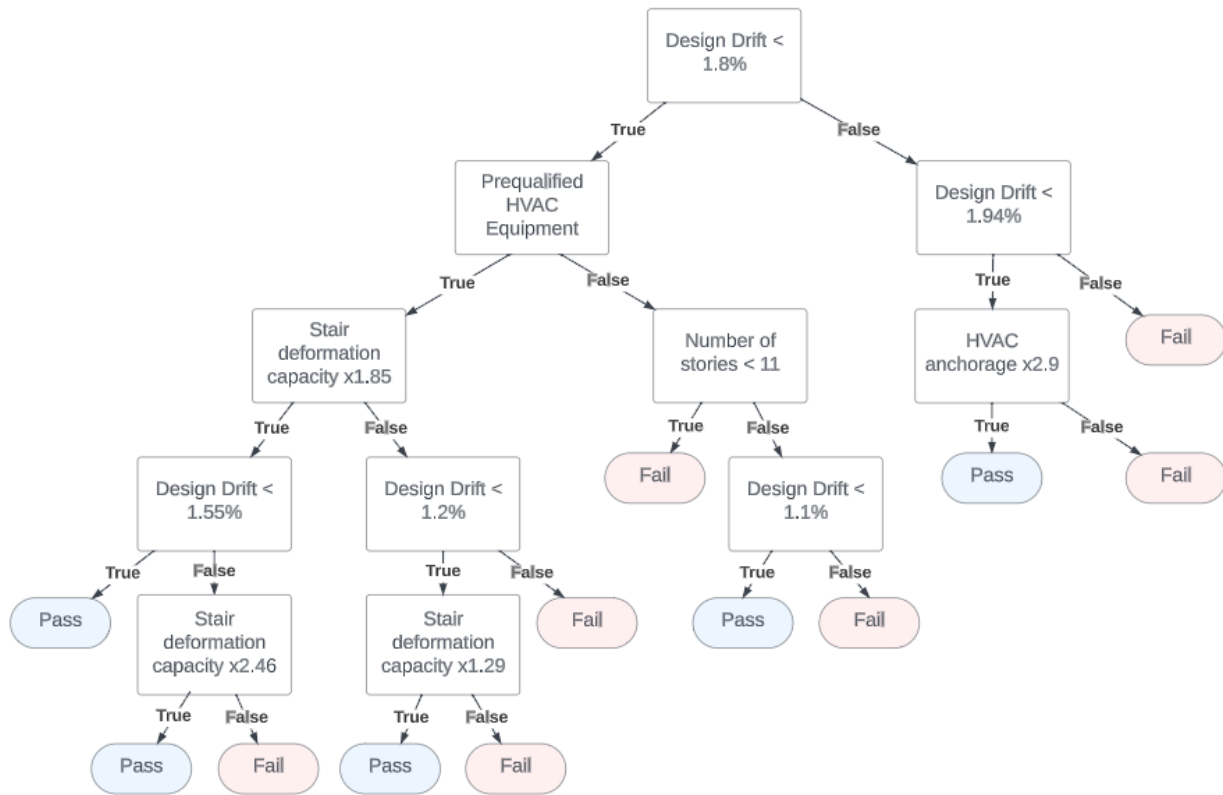 Design Drift <
1.8%
True
False
Prequalified
HVAC
Equipment
Design Drift <
1.94%
True
False
True
False
Stair
deformation
capacity x1.85
Number of
stories < 11
HVAC
anchorage x2.9
Fail
True
False
True
False
True
False
Design Drift <
1.55%
Design Drift <
1.2%
Fail
Design Drift <
1.1%
Pass
Fail
True
False
True
False
True
False
Pass
Stair
deformation
capacity x2.46
Stair
deformation
capacity x1.29
Fail
Pass
Fail
True
False
True
False
Pass
Fail
Pass
Fail